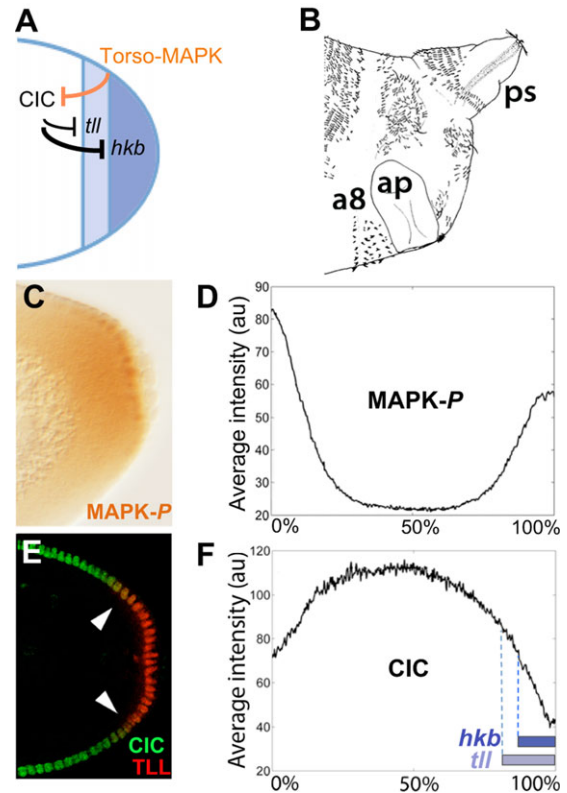 A
Torso-MAPK
CIC
tll
hkb
B
ps
a8
ap
C
MAPK-P
D
Average intensity (au)
90
80
70
60
50
40
30
20
MAPK-P
0% 50% 100%
E
CIC
TLL
F
Average intensity (au)
120
100
80
60
40
20
CIC
hkb
tll
0% 50% 100%